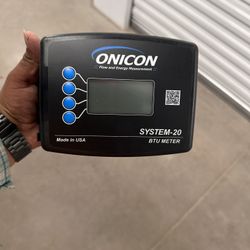 ONICON
Flow and Energy Measurement
Made in USA
SYSTEM-20
BTU METER